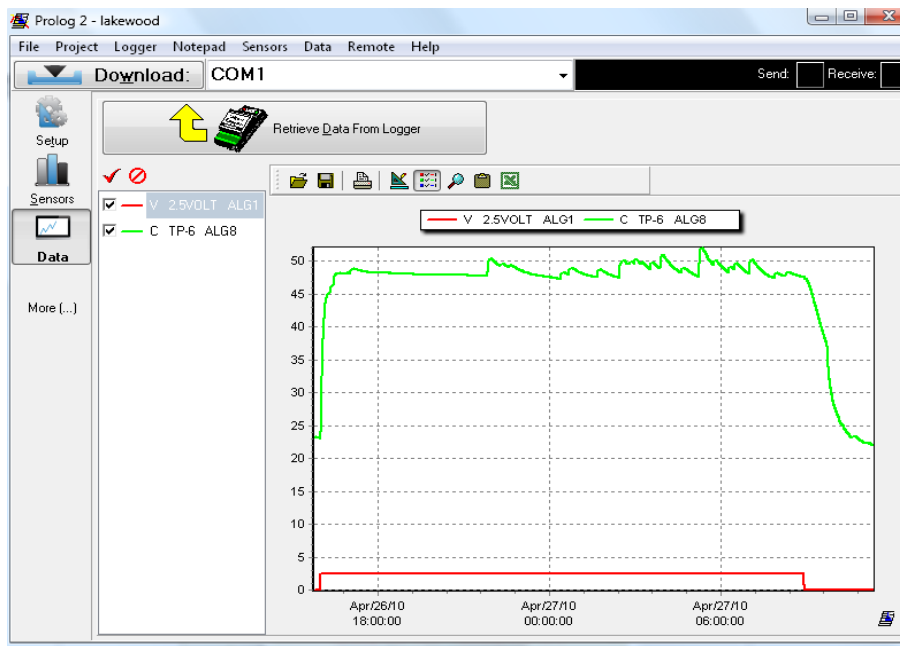 Prolog 2 - lakewood
File Project Logger Notepad Sensors Data Remote Help
Download: COM1 Send: Receive:
Setup
Retrieve Data From Logger
Sensors
V 2.5VOLT ALG1
C TP-6 ALG8
Data
More (...)
V 2.5VOLT ALG1 C TP-6 ALG8
50
45
40
35
30
25
20
15
10
5
0
Apr/26/10 Apr/27/10 Apr/27/10
18:00:00 00:00:00 06:00:00